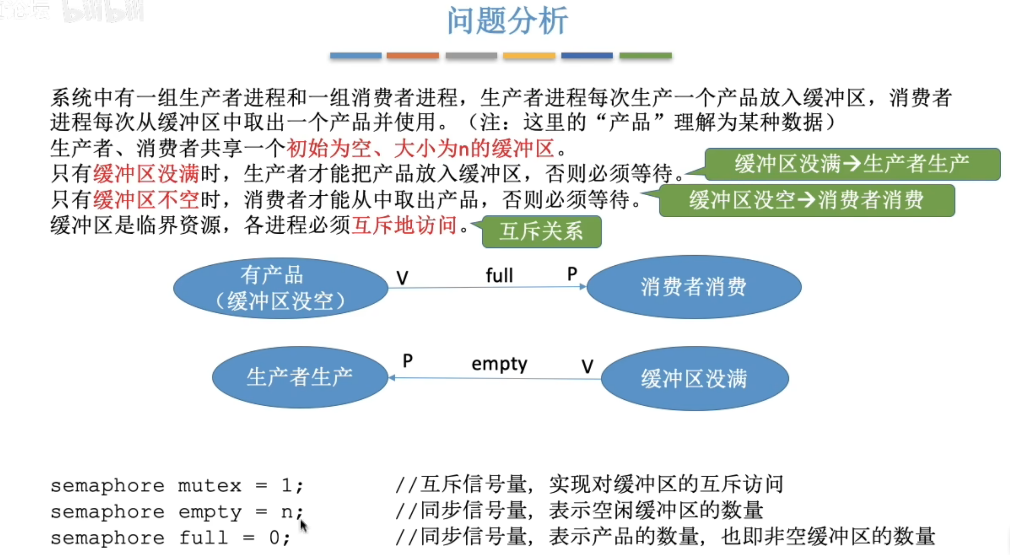 问题分析
系统中有一组生产者进程和一组消费者进程，生产者进程每次生产一个产品放入缓冲区，消费者
进程每次从缓冲区中取出一个产品并使用。（注：这里的“产品”理解为某种数据）
生产者、消费者共享一个初始为空、大小为n的缓冲区。
只有缓冲区没满时，生产者才能把产品放入缓冲区，否则必须等待。
缓冲区没满→生产者生产
只有缓冲区不空时，消费者才能从中取出产品，否则必须等待。
缓冲区没空→消费者消费
缓冲区是临界资源，各进程必须互斥地访问。
互斥关系
有产品
（缓冲区没空）
V
full
P
消费者消费
生产者生产
P
empty
V
缓冲区没满
semaphore mutex = 1; //互斥信号量，实现对缓冲区的互斥访问
semaphore empty = n; //同步信号量，表示空闲缓冲区的数量
semaphore full = 0; //同步信号量，表示产品的数量，也即非空缓冲区的数量